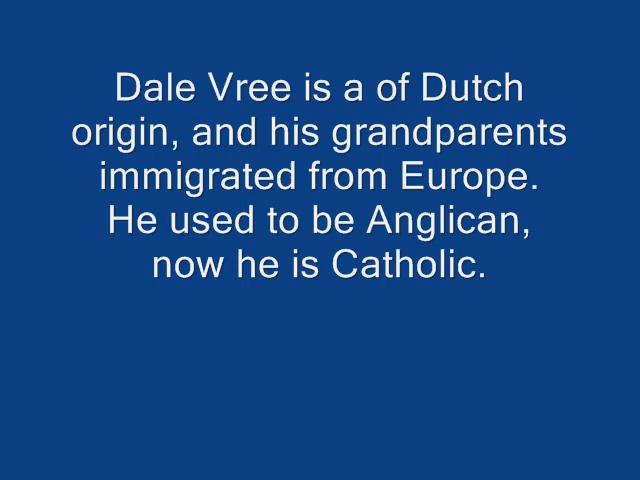 Dale Vree is a of Dutch
origin, and his grandparents
immigrated from Europe.
He used to be Anglican,
now he is Catholic.